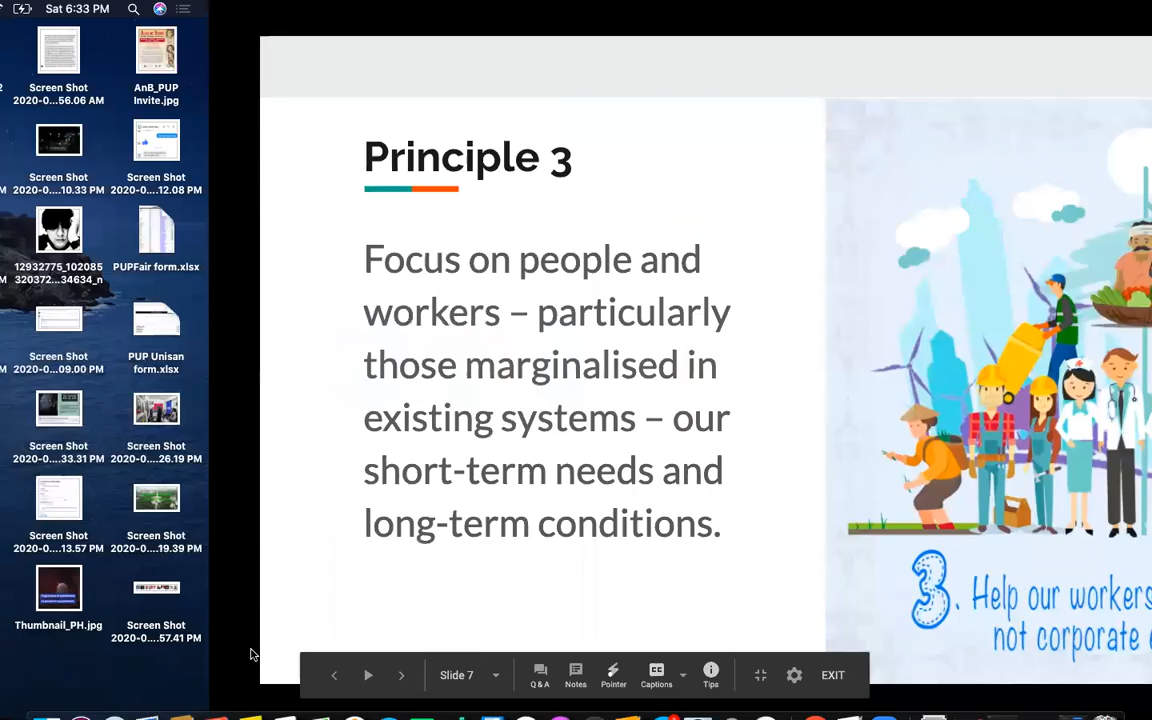 Sat 6:33 PM
Screen Shot
2020-0...56.06 AM
AnB_PUP
Invite.jpg
Screen Shot
2020-0....10.33 PM
Screen Shot
2020-0....12.08 PM
12932775_102085
320372...34634_n
PUPFair form.xlsx
Screen Shot
2020-0....09.00 PM
PUP Unisan
form.xlsx
Screen Shot
2020-0....33.31 PM
Screen Shot
2020-0....26.19 PM
Screen Shot
2020-0....13.57 PM
Screen Shot
2020-0....19.39 PM
Thumbnail_PH.jpg
Screen Shot
2020-0....57.41 PM
Principle 3
Focus on people and
workers – particularly
those marginalised in
existing systems – our
short-term needs and
long-term conditions.
3. Help our workers
not corporate
Slide 7
Q & A
Notes
Pointer
Captions
Tips
EXIT